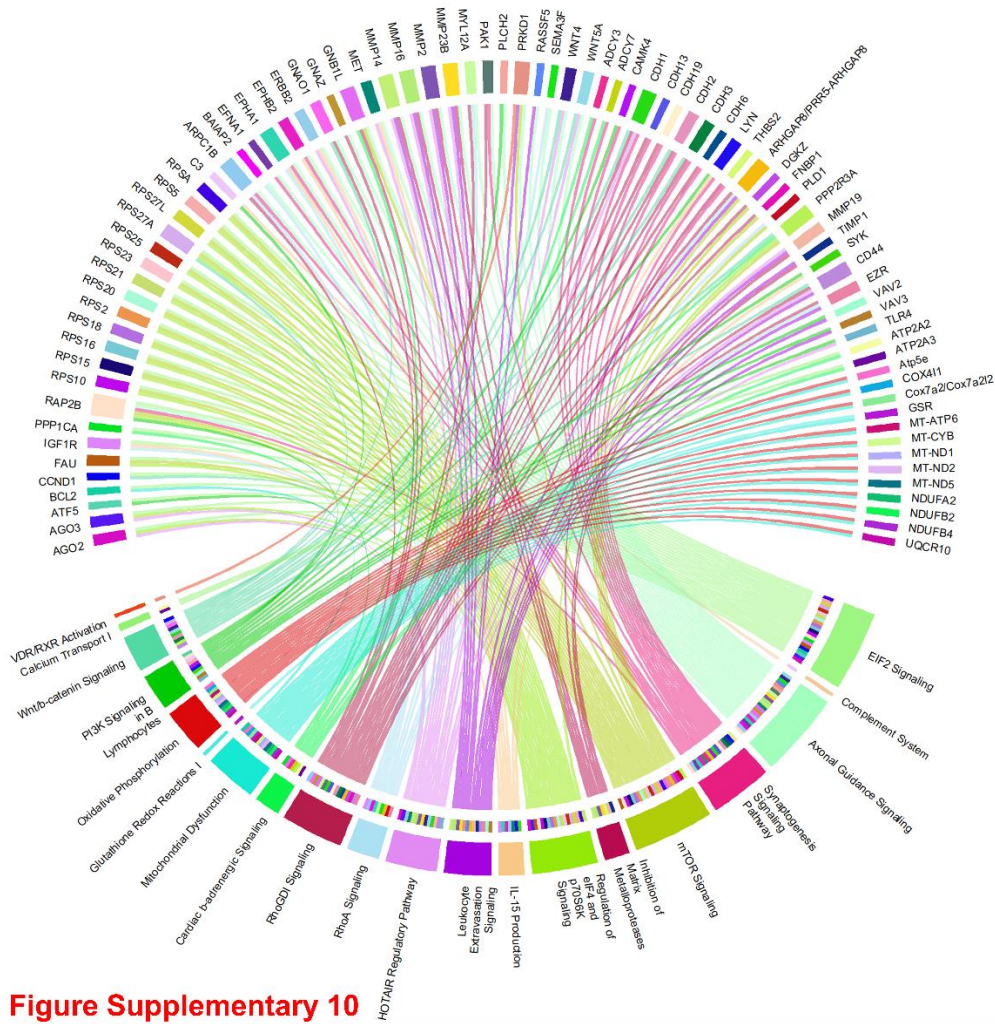 AGO2
AGO3
ATF5
BCL2
CCND1
FAU
IGF1R
PPP1CA
RAP2B
RPS10
RPS15
RPS16
RPS18
RPS2
RPS20
RPS21
RPS23
RPS25
RPS27A
RPS27L
RPS5
RPSA
C3
ARPC1B
BAIAP2
EFNA1
EPHA1
EPHB2
ERBB2
GNAO1
GNAZ
GNB1L
MET
MMP14
MMP16
MMP2
MMP23B
MYL12A
PAK1
PLCH2
PRKD1
RASSF5
SEMA3F
WNT4
WNT5A
ADCY3
ADCY7
CAMK4
CDH1
CDH13
CDH19
CDH2
CDH3
CDH6
LYN
THBS2
ARHGAP8/PRR5-ARHGAP8
DGKZ
FNBP1
PLD1
PPP2R3A
MMP19
TIMP1
SYK
CD44
EZR
VAV2
VAV3
TLR4
ATP2A2
ATP2A3
Atp5e
COX4I1
Cox7a2/Cox7a2l2
GSR
MT-ATP6
MT-CYB
MT-ND1
MT-ND2
MT-ND5
NDUFA2
NDUFB2
NDUFB4
UQCR10
EIF2 Signaling
Complement System
Axonal Guidance Signaling
Synaptogenesis
Signaling
Pathway
mTOR Signaling
Inhibition of
Matrix
Metalloproteases
Regulation of
eIF4 and
p70S6K
Signaling
IL-15 Production
Leukocyte
Extravasation
Signaling
HOTAIR Regulatory Pathway
RhoA Signaling
RhoGDI Signaling
Cardiac b-adrenergic Signaling
Mitochondrial Dysfunction
Glutathione Redox Reactions I
Oxidative Phosphorylation
PI3K Signaling
in B
Lymphocytes
Wnt/b-catenin Signaling
Calcium Transport I
VDR/RXR Activation
Figure Supplementary 10